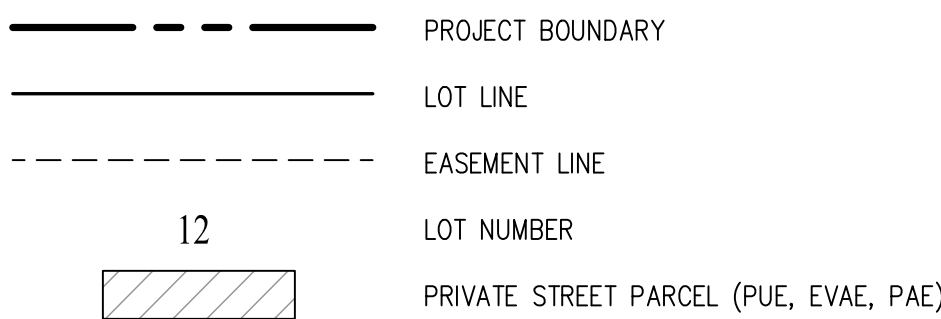 PROJECT BOUNDARY
LOT LINE
EASEMENT LINE
12 LOT NUMBER
PRIVATE STREET PARCEL (PUE, EVAE, PAE)